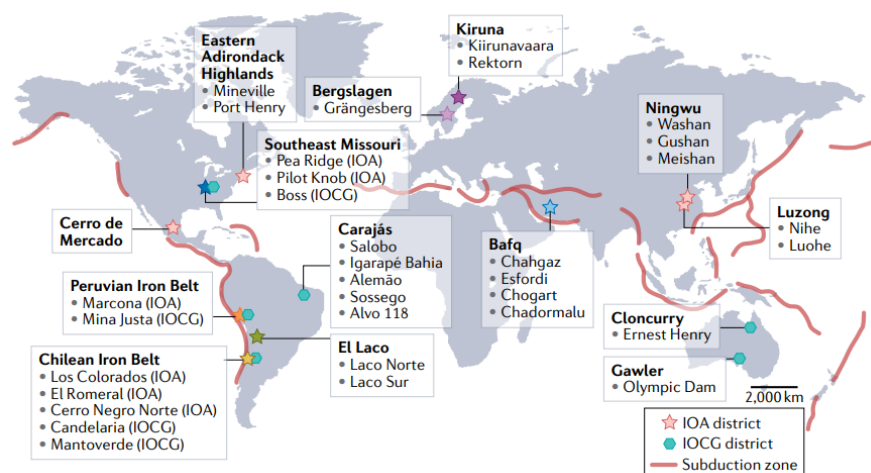 Eastern
Adirondack
Highlands
• Mineville
• Port Henry
Kiruna
• Kiirunavaara
• Rektorn
Bergslagen
• Grängesberg
Ningwu
• Washan
• Gushan
• Meishan
Southeast Missouri
• Pea Ridge (IOA)
• Pilot Knob (IOA)
• Boss (IOCG)
Cerro de
Mercado
Carajás
• Salobo
• Igarapé Bahia
• Alemão
• Sossego
• Alvo 118
Bafq
• Chahgaz
• Esfordi
• Chogart
• Chadormalu
Luzong
• Nihe
• Luohe
Peruvian Iron Belt
• Marcona (IOA)
• Mina Justa (IOCG)
Cloncurry
• Ernest Henry
El Laco
• Laco Norte
• Laco Sur
Chilean Iron Belt
• Los Colorados (IOA)
• El Romeral (IOA)
• Cerro Negro Norte (IOA)
• Candelaria (IOCG)
• Mantoverde (IOCG)
Gawler
• Olympic Dam
2,000 km
IOA district
IOCG district
Subduction zone